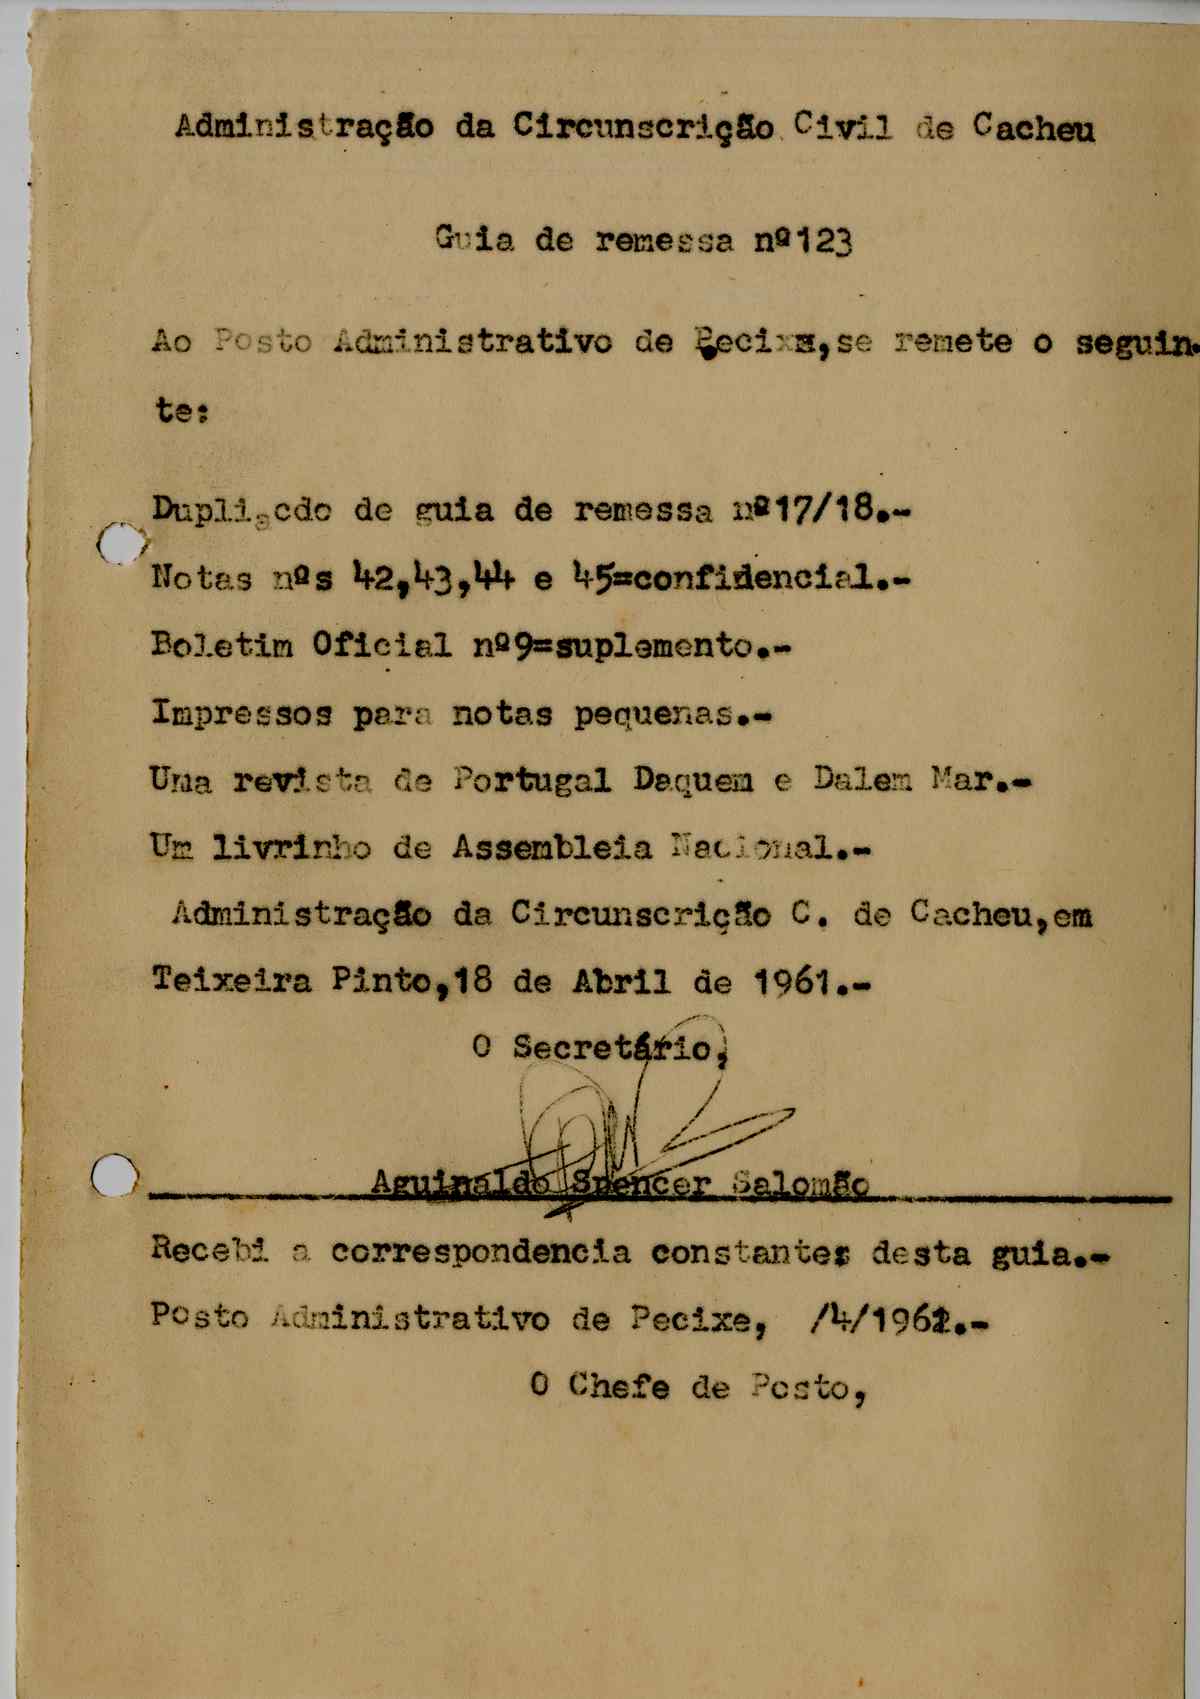 Administração da Circunscrição Civil de Cacheu
Guia de remessa nº123
Ao Posto Administrativo de Pecixe,se remete o seguin-
te:
de guia de remessa nº17/18.-
Notas nºs 42,43,44 e 45=confidencial.-
Boletim Oficial nº9=suplemento.-
Impressos para notas pequenas.-
Uma revista de Portugal Daquem e Dalem Mar.-
Um livrinho de Assembleia Nacional.-
Administração da Circunscrição C. de Cacheu,em
Teixeira Pinto,18 de Abril de 1961.-
O Secretário,
Aguinaldo Spencer Salomão
Recebi a correspondencia constantes desta guia.-
Posto Administrativo de Pecixe, /4/1961.-
O Chefe de Posto,